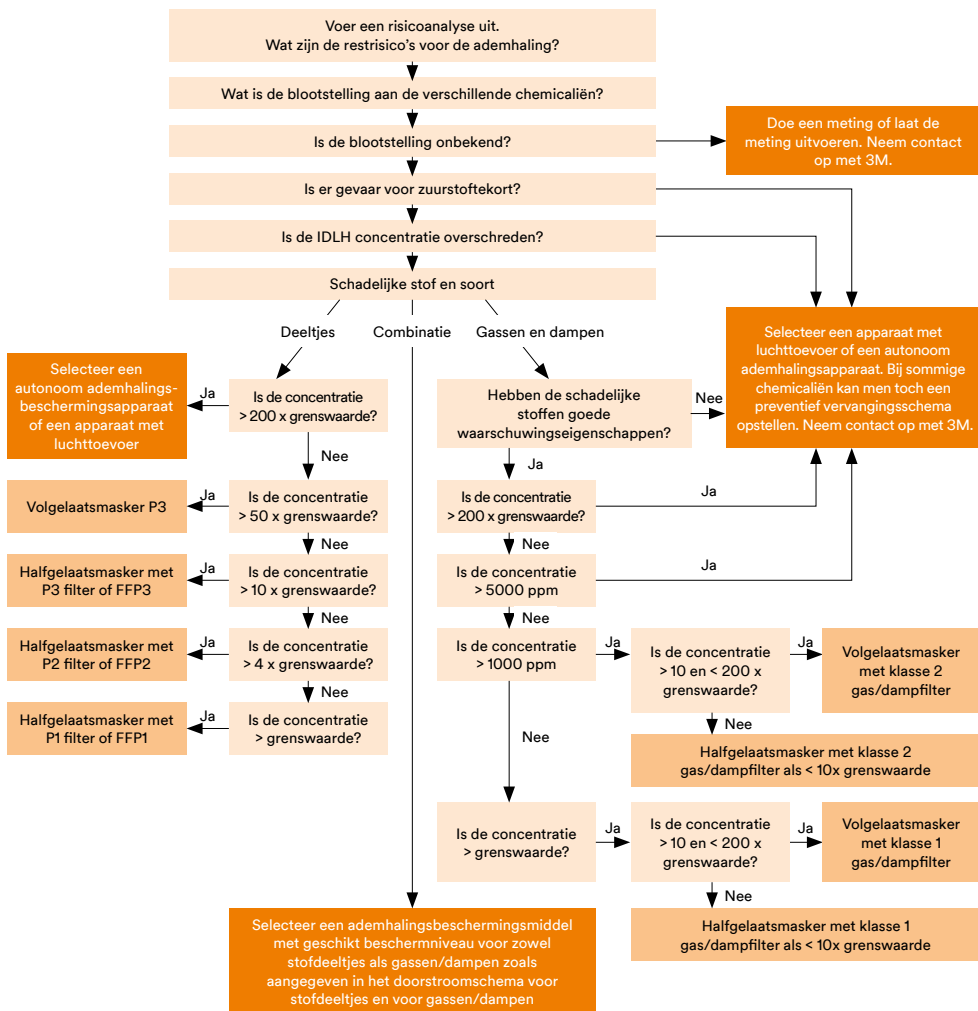 Voer een risicoanalyse uit.
Wat zijn de restrisico's voor de ademhaling?
Wat is de blootstelling aan de verschillende chemicaliën?
Is de blootstelling onbekend?
Doe een meting of laat de
meting uitvoeren. Neem contact
op met 3M.
Is er gevaar voor zuurstoftekort?
Is de IDLH concentratie overschreden?
Schadelijke stof en soort
Deeltjes
Combinatie
Gassen en dampen
Selecteer een
autonoom ademhalings-
beschermingsapparaat
of een apparaat met
luchttoevoer
Ja
Is de concentratie
> 200 x grenswaarde?
Hebben de schadelijke
stoffen goede
waarschuwingseigenschappen?
Nee
Selecteer een apparaat met
luchttoevoer of een autonoom
ademhalingsapparaat. Bij sommige
chemicaliën kan men toch een
preventief vervangingsschema
opstellen. Neem contact op met 3M.
Nee
Ja
Volgelaatsmasker P3
Ja
Is de concentratie
> 50 x grenswaarde?
Is de concentratie
> 200 x grenswaarde?
Ja
Nee
Nee
Halfgelaatsmasker met
P3 filter of FFP3
Ja
Is de concentratie
> 10 x grenswaarde?
Is de concentratie
> 5000 ppm
Ja
Nee
Nee
Halfgelaatsmasker met
P2 filter of FFP2
Ja
Is de concentratie
> 4 x grenswaarde?
Is de concentratie
> 1000 ppm
Ja
Is de concentratie
> 10 en < 200 x
grenswaarde?
Ja
Volgelaatsmasker
met klasse 2
gas/dampfilter
Nee
Halfgelaatsmasker met
P1 filter of FFP1
Ja
Is de concentratie
> grenswaarde?
Nee
Nee
Halfgelaatsmasker met klasse 2
gas/dampfilter als < 10x grenswaarde
Is de concentratie
> grenswaarde?
Ja
Is de concentratie
> 10 en < 200 x
grenswaarde?
Ja
Volgelaatsmasker
met klasse 1
gas/dampfilter
Nee
Halfgelaatsmasker met klasse 1
gas/dampfilter als < 10x grenswaarde
Selecteer een ademhalingsbeschermingsmiddel
met geschikt beschermniveau voor zowel
stofdeeltjes als gassen/dampen zoals
aangegeven in het doorstroomschema voor
stofdeeltjes en voor gassen/dampen